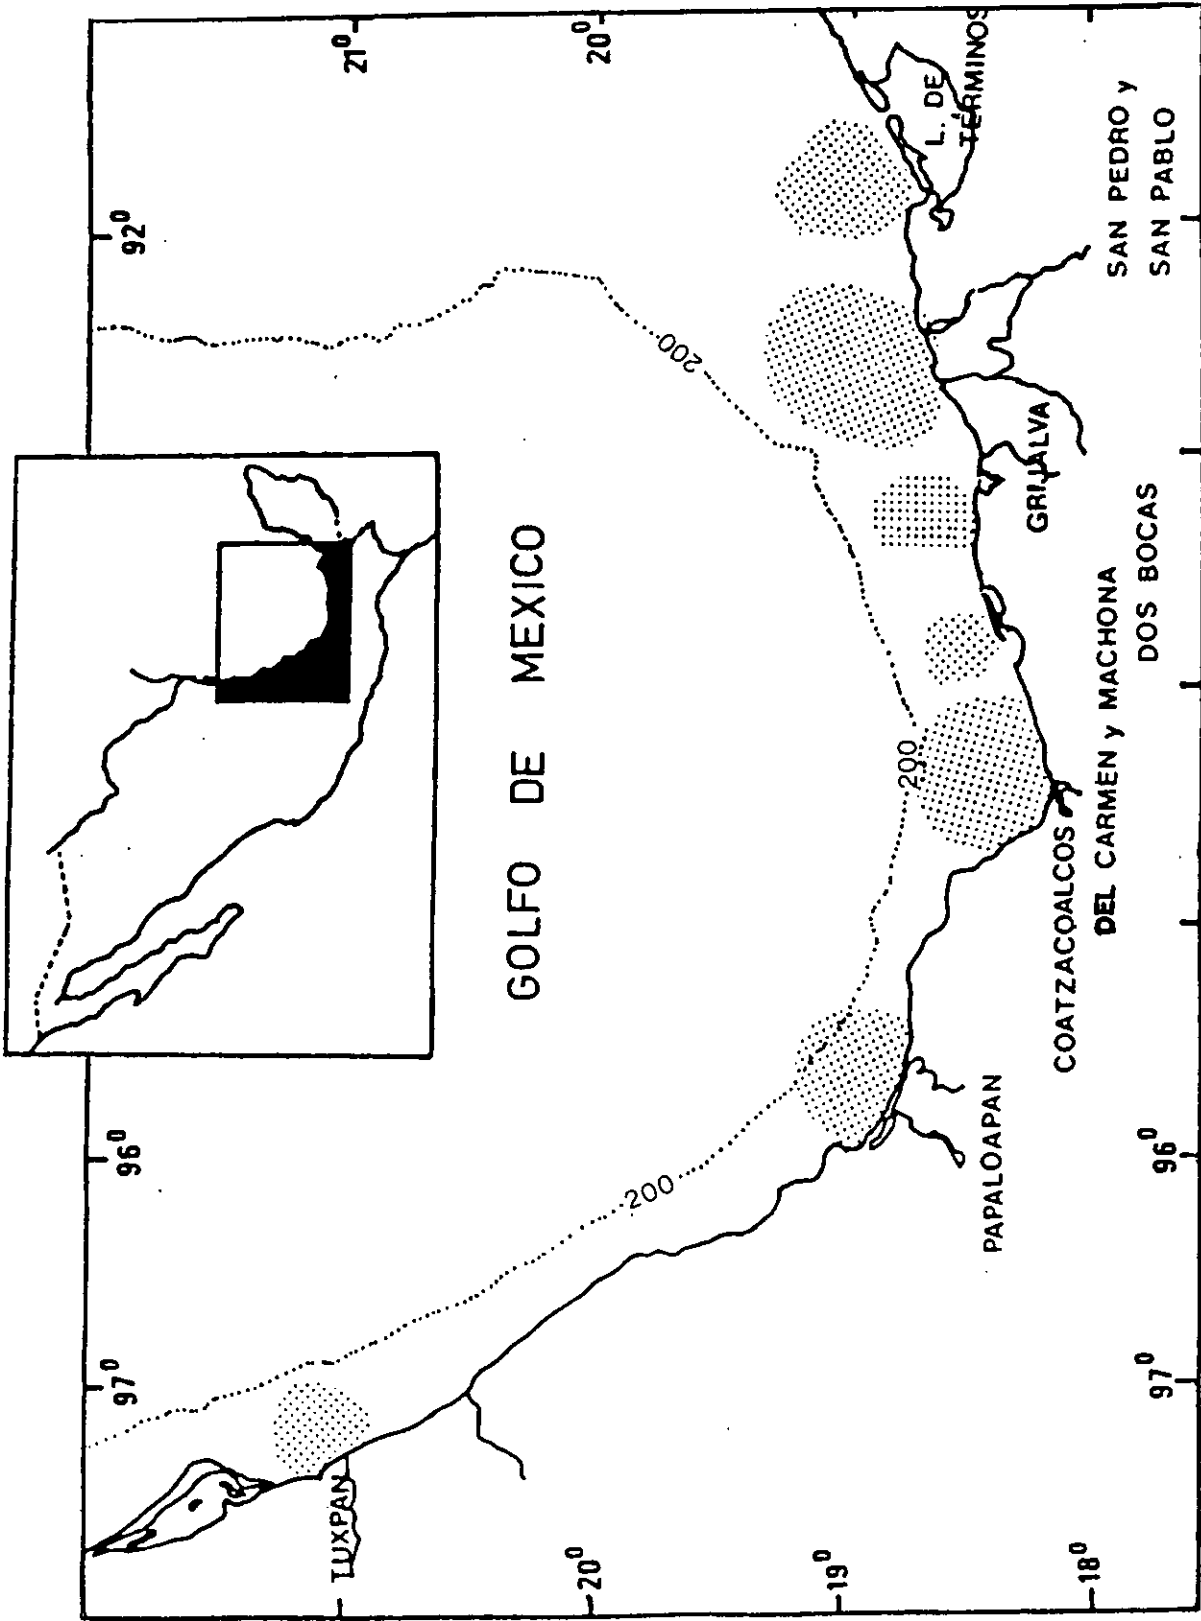 GOLFO DE MEXICO
97°
96°
92°
21°
20°
200
200
200
TUXPAN
PAPALOAPAN
COATZACOALCOS
DEL CARMEN y MACHONA
DOS BOCAS
GRIJALVA
SAN PEDRO y
SAN PABLO
L. DE
TÉRMINOS
20°
19°
18°
97°
96°